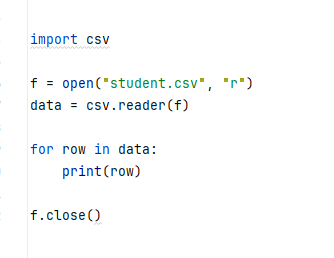 import csv
f = open("student.csv", "r")
data = csv.reader(f)
for row in data:
    print(row)
f.close()